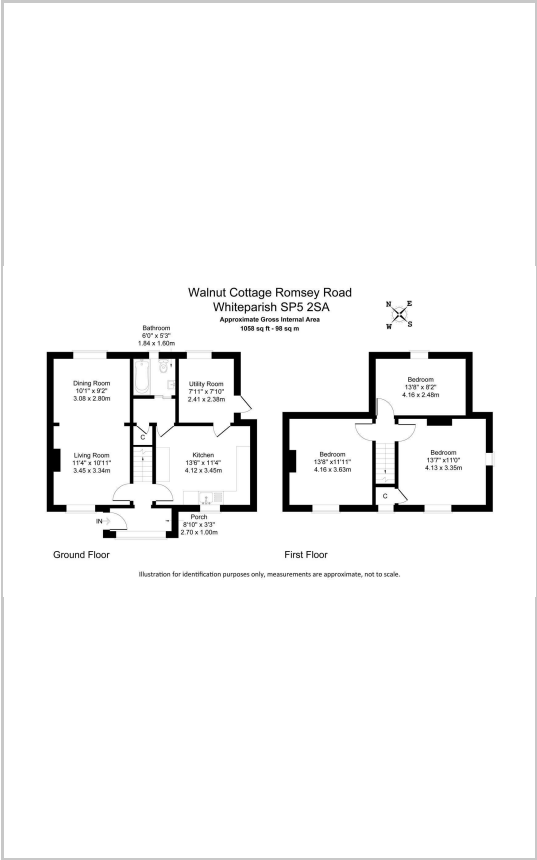 Walnut Cottage Romsey Road
Whiteparish SP5 2SA
Approximate Gross Internal Area
1058 sq ft - 98 sq m
N
E
W
S
Bathroom
6'0" x 5'3"
1.84 x 1.60m
Dining Room
10'1" x 9'2"
3.08 x 2.80m
Utility Room
7'11" x 7'10"
2.41 x 2.38m
C
Living Room
11'4" x 10'11"
3.45 x 3.34m
Kitchen
13'6" x 11'4"
4.12 x 3.45m
IN
Porch
8'10" x 3'3"
2.70 x 1.00m
Ground Floor
Bedroom
13'8" x 8'2"
4.16 x 2.48m
Bedroom
13'8" x11'11"
4.16 x 3.63m
Bedroom
13'7" x11'0"
4.13 x 3.35m
C
First Floor
Illustration for identification purposes only, measurements are approximate, not to scale.